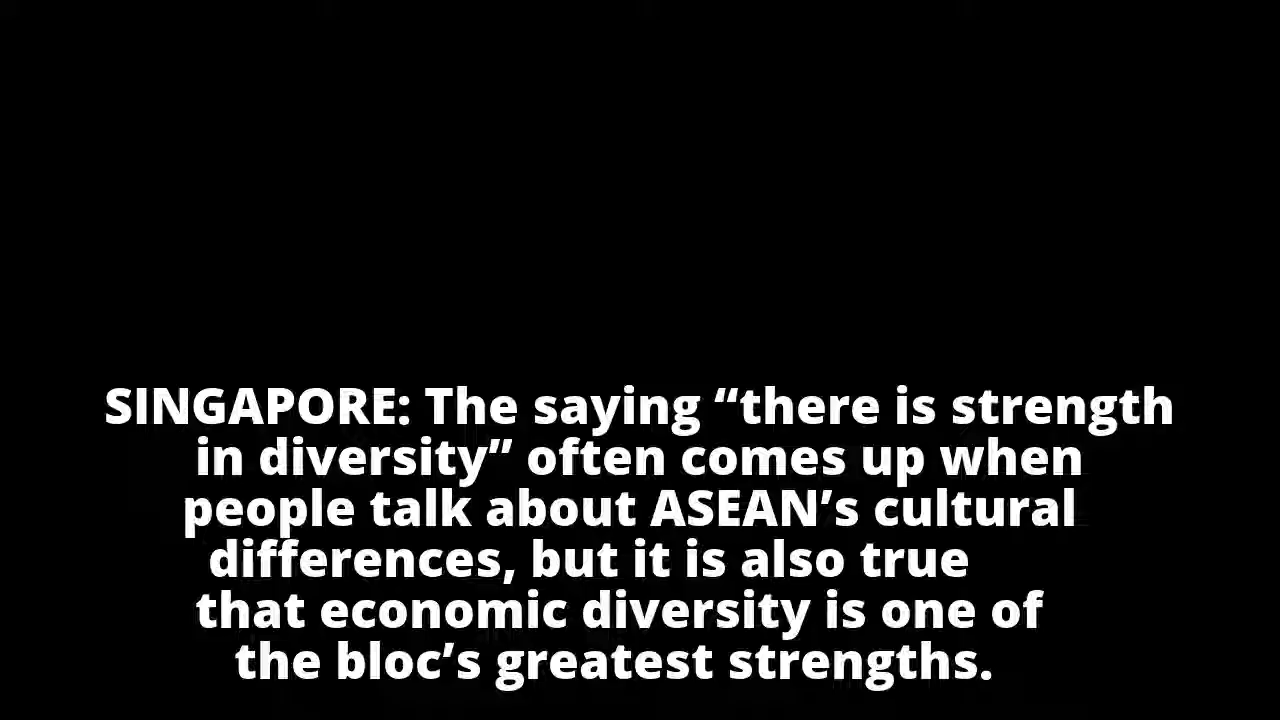 SINGAPORE: The saying “there is strength
in diversity” often comes up when
people talk about ASEAN’s cultural
differences, but it is also true
that economic diversity is one of
the bloc’s greatest strengths.